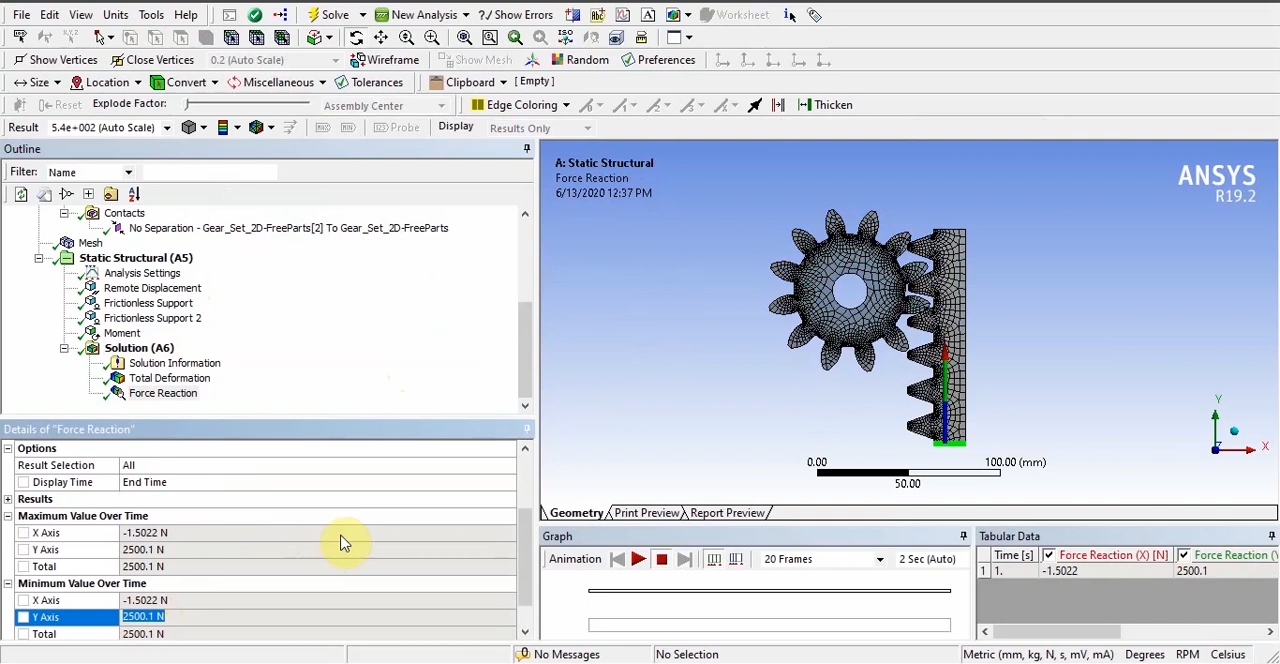 File Edit View Units Tools Help Solve New Analysis ?/Show Errors Worksheet
Show Vertices Close Vertices 0.2 (Auto Scale) Wireframe Show Mesh Random Preferences
Size Location Convert Miscellaneous Tolerances Clipboard [ Empty ]
Reset Explode Factor: Assembly Center Edge Coloring Thicken
Result 5.4e+002 (Auto Scale) Probe Display Results Only
Outline
Filter: Name
Contacts
No Separation - Gear_Set_2D-FreeParts[2] To Gear_Set_2D-FreeParts
Mesh
Static Structural (A5)
Analysis Settings
Remote Displacement
Frictionless Support
Frictionless Support 2
Moment
Solution (A6)
Solution Information
Total Deformation
Force Reaction
Details of "Force Reaction"
Options
Result Selection All
Display Time End Time
Results
Maximum Value Over Time
X Axis -1.5022 N
Y Axis 2500.1 N
Total 2500.1 N
Minimum Value Over Time
X Axis -1.5022 N
Y Axis 2500.1 N
Total 2500.1 N
A: Static Structural
Force Reaction
6/13/2020 12:37 PM
ANSYS
R19.2
Y
X
0.00 100.00 (mm)
50.00
Geometry Print Preview Report Preview
Graph
Animation 20 Frames 2 Sec (Auto)
Tabular Data
Time [s] Force Reaction (X) [N] Force Reaction (
1 1. -1.5022 2500.1
No Messages No Selection Metric (mm, kg, N, s, mV, mA) Degrees RPM Celsius